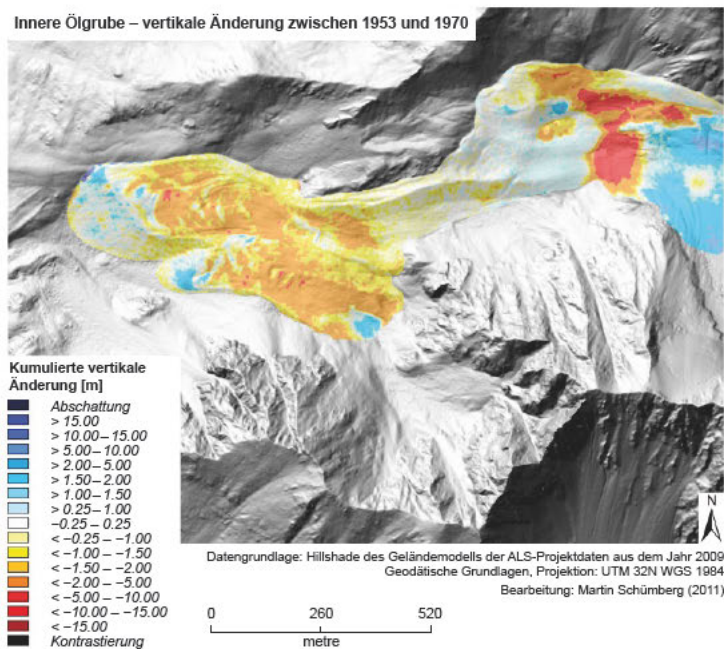 Innere Ölgrube – vertikale Änderung zwischen 1953 und 1970
Kumulierte vertikale
Änderung [m]
Abschattung
> 15.00
> 10.00 – 15.00
> 5.00 – 10.00
> 2.00 – 5.00
> 1.50 – 2.00
> 1.00 – 1.50
> 0.25 – 1.00
−0.25 – 0.25
< −0.25 – −1.00
< −1.00 – −1.50
< −1.50 – −2.00
< −2.00 – −5.00
< −5.00 – −10.00
< −10.00 – −15.00
< −15.00
Kontrastierung
N
Datengrundlage: Hillshade des Geländemodells der ALS-Projektdaten aus dem Jahr 2009
Geodätische Grundlagen, Projektion: UTM 32N WGS 1984
Bearbeitung: Martin Schümberg (2011)
0 260 520
metre